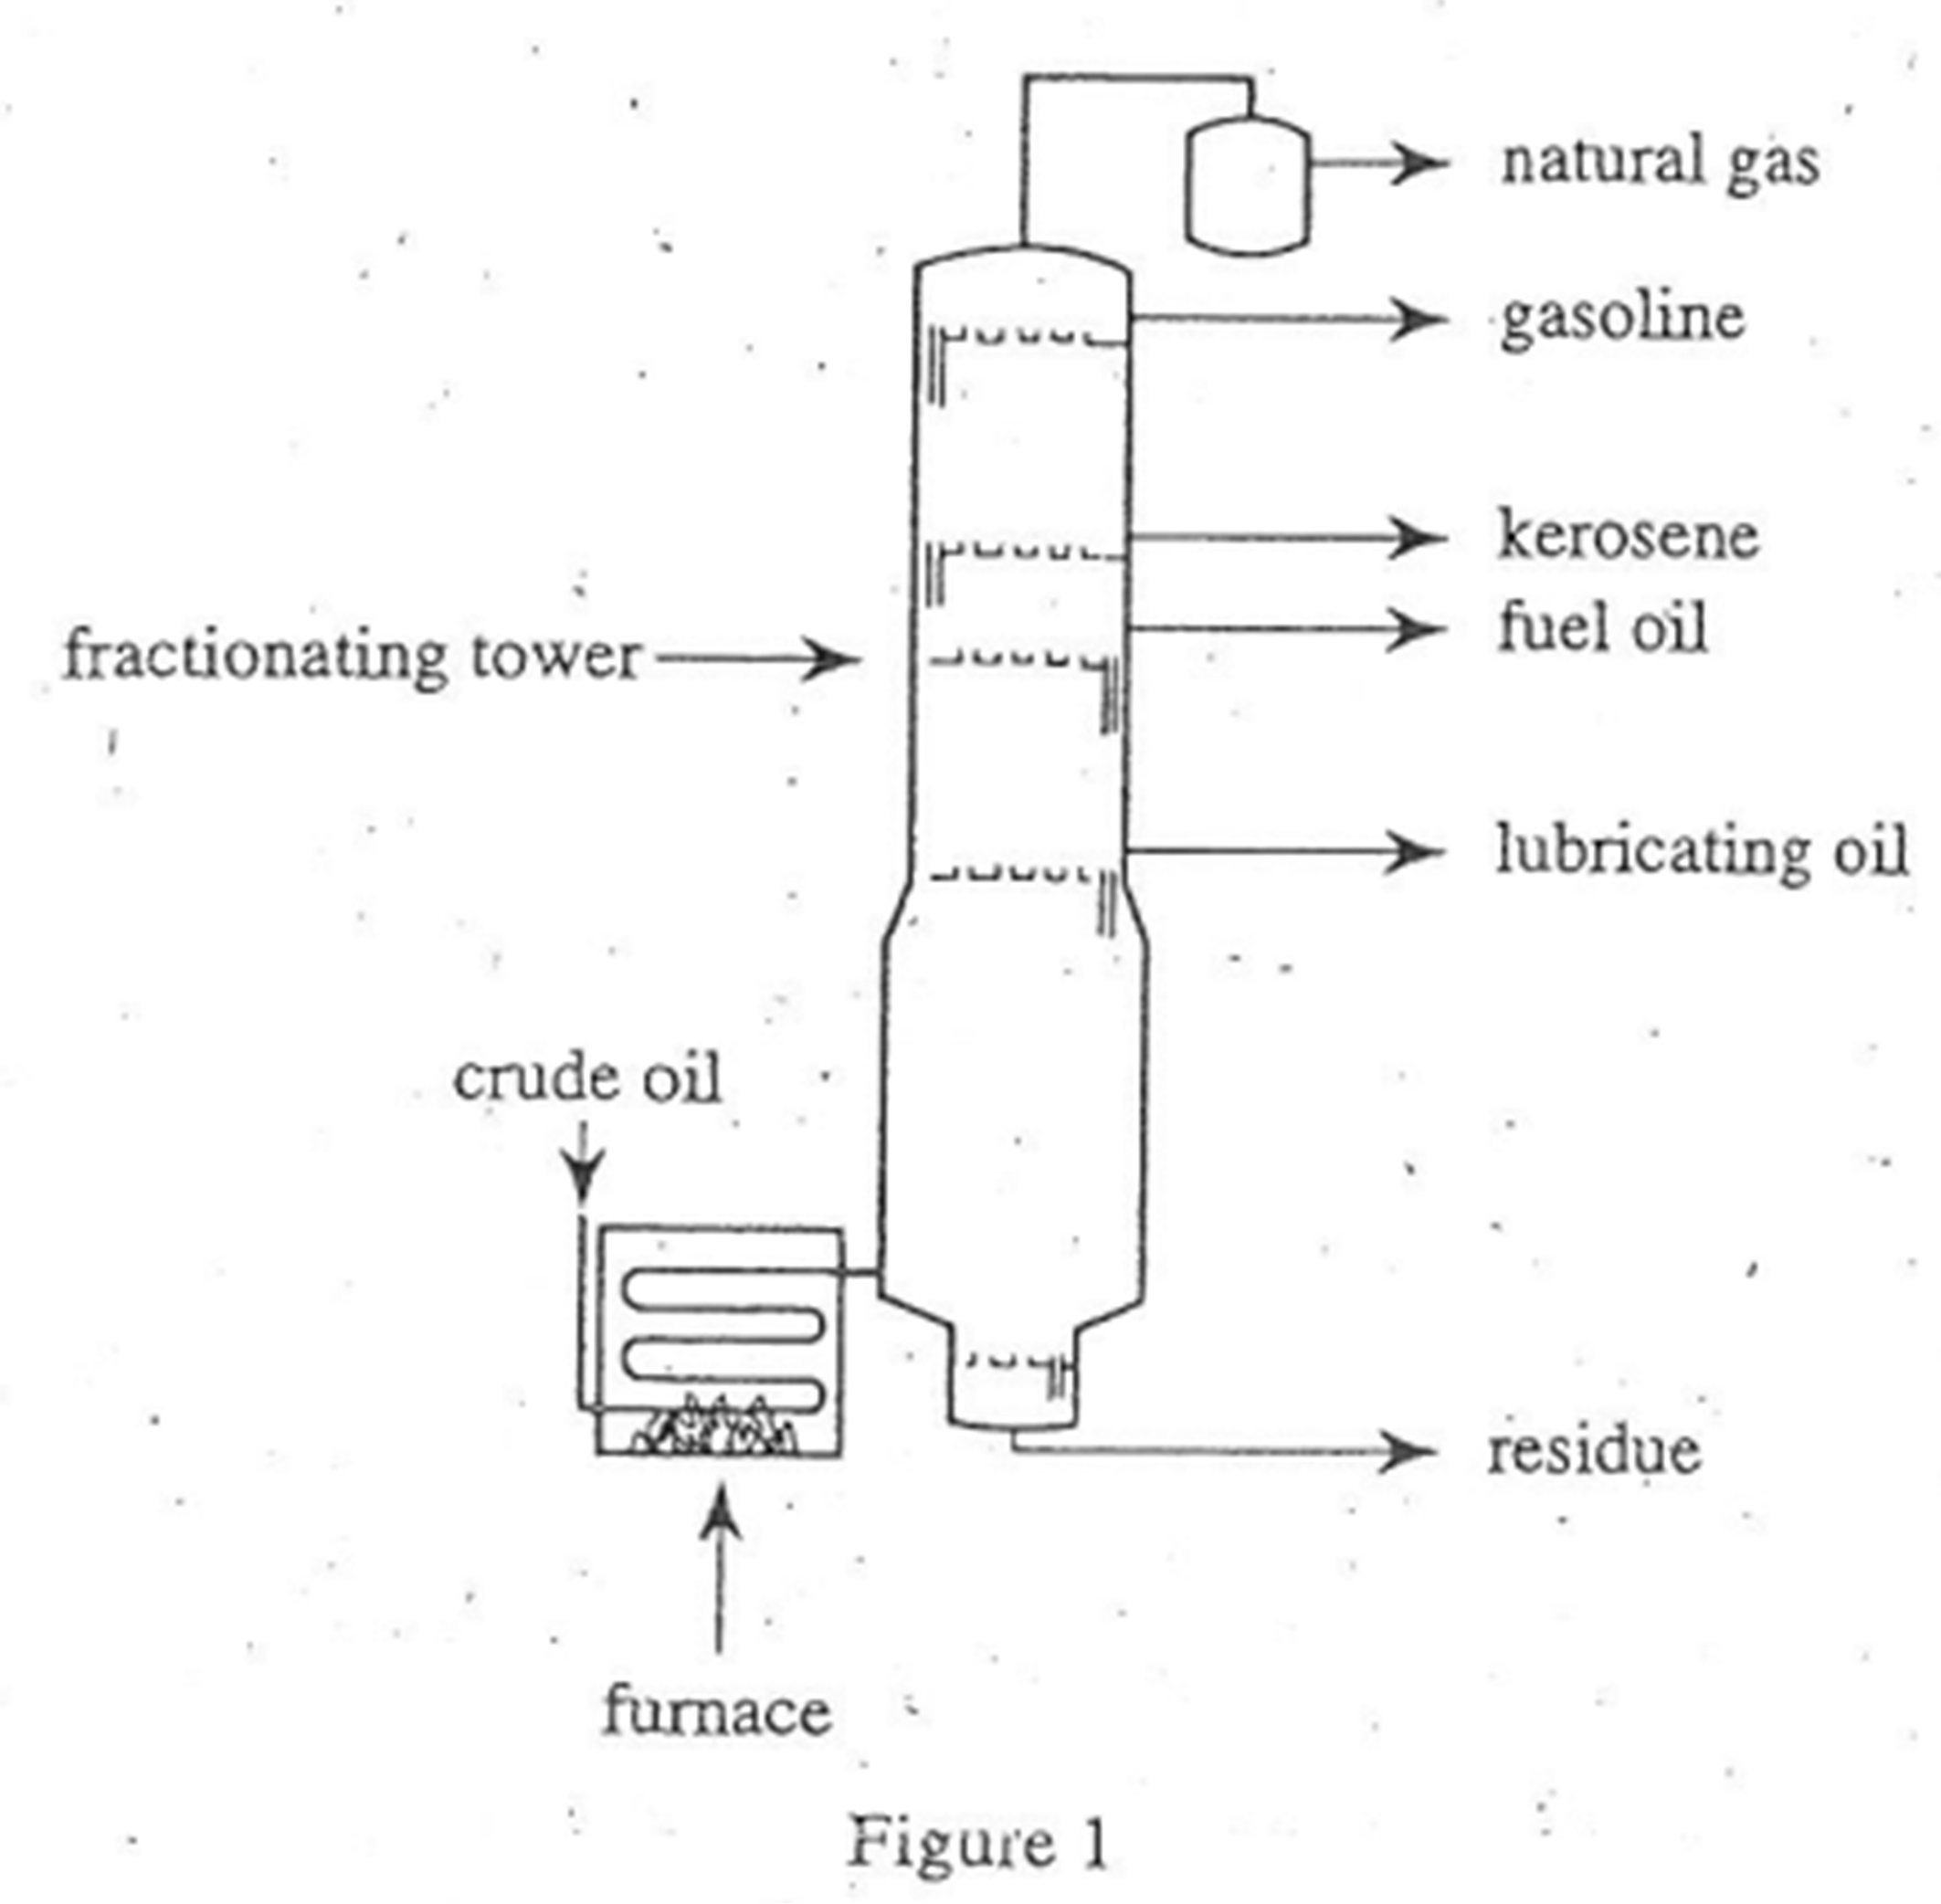 natural gas
gasoline
kerosene
fuel oil
fractionating tower
lubricating oil
crude oil
residue
furnace
Figure 1